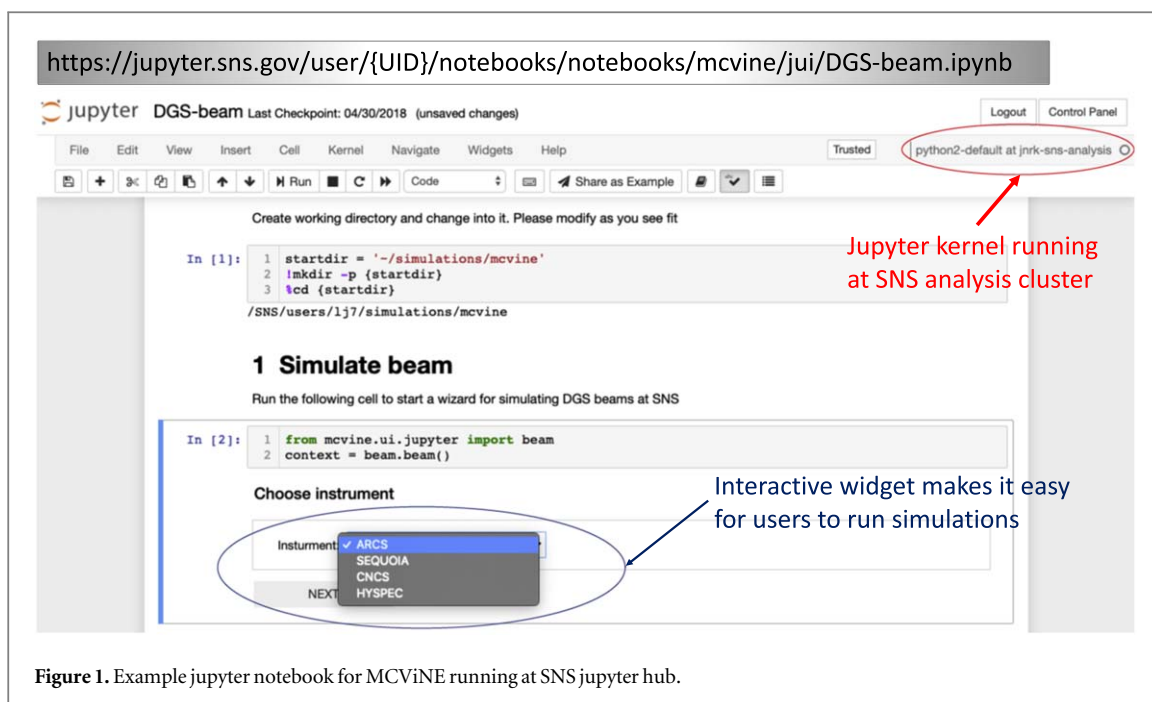 https://jupyter.sns.gov/user/{UID}/notebooks/notebooks/mcvine/jui/DGS-beam.ipynb
jupyter DGS-beam Last Checkpoint: 04/30/2018 (unsaved changes)
Logout Control Panel
File Edit View Insert Cell Kernel Navigate Widgets Help
Trusted
python2-default at jnrk-sns-analysis
Run Code Share as Example
Create working directory and change into it. Please modify as you see fit
Jupyter kernel running
at SNS analysis cluster
In [1]:
1 startdir = '~/simulations/mcvine'
2 !mkdir -p {startdir}
3 %cd {startdir}
/SNS/users/lj7/simulations/mcvine
1 Simulate beam
Run the following cell to start a wizard for simulating DGS beams at SNS
In [2]:
1 from mcvine.ui.jupyter import beam
2 context = beam.beam()
Choose instrument
Interactive widget makes it easy
for users to run simulations
Insturment: ✓ ARCS
SEQUOIA
CNCS
HYSPEC
NEXT
Figure 1. Example jupyter notebook for MCViNE running at SNS jupyter hub.